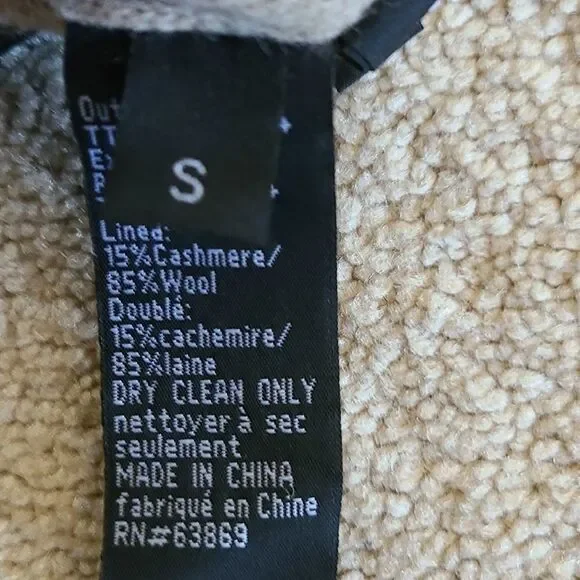 S
Lined:
15%Cashmere/
85%Wool
Doublé:
15%cachemire/
85%laine
DRY CLEAN ONLY
nettoyer à sec
seulement
MADE IN CHINA
fabriqué en Chine
RN#63869